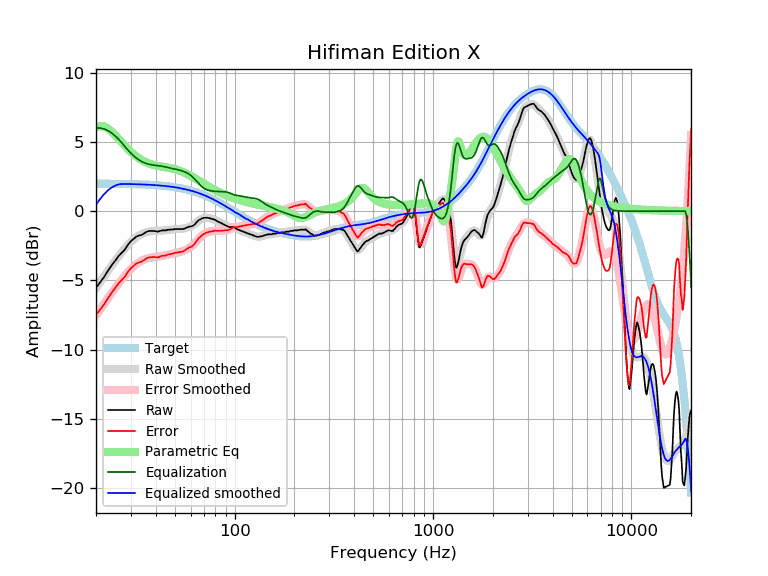 Hifiman Edition X
Amplitude (dBr)
10
5
0
−5
−10
−15
−20
Target
Raw Smoothed
Error Smoothed
Raw
Error
Parametric Eq
Equalization
Equalized smoothed
100
1000
10000
Frequency (Hz)